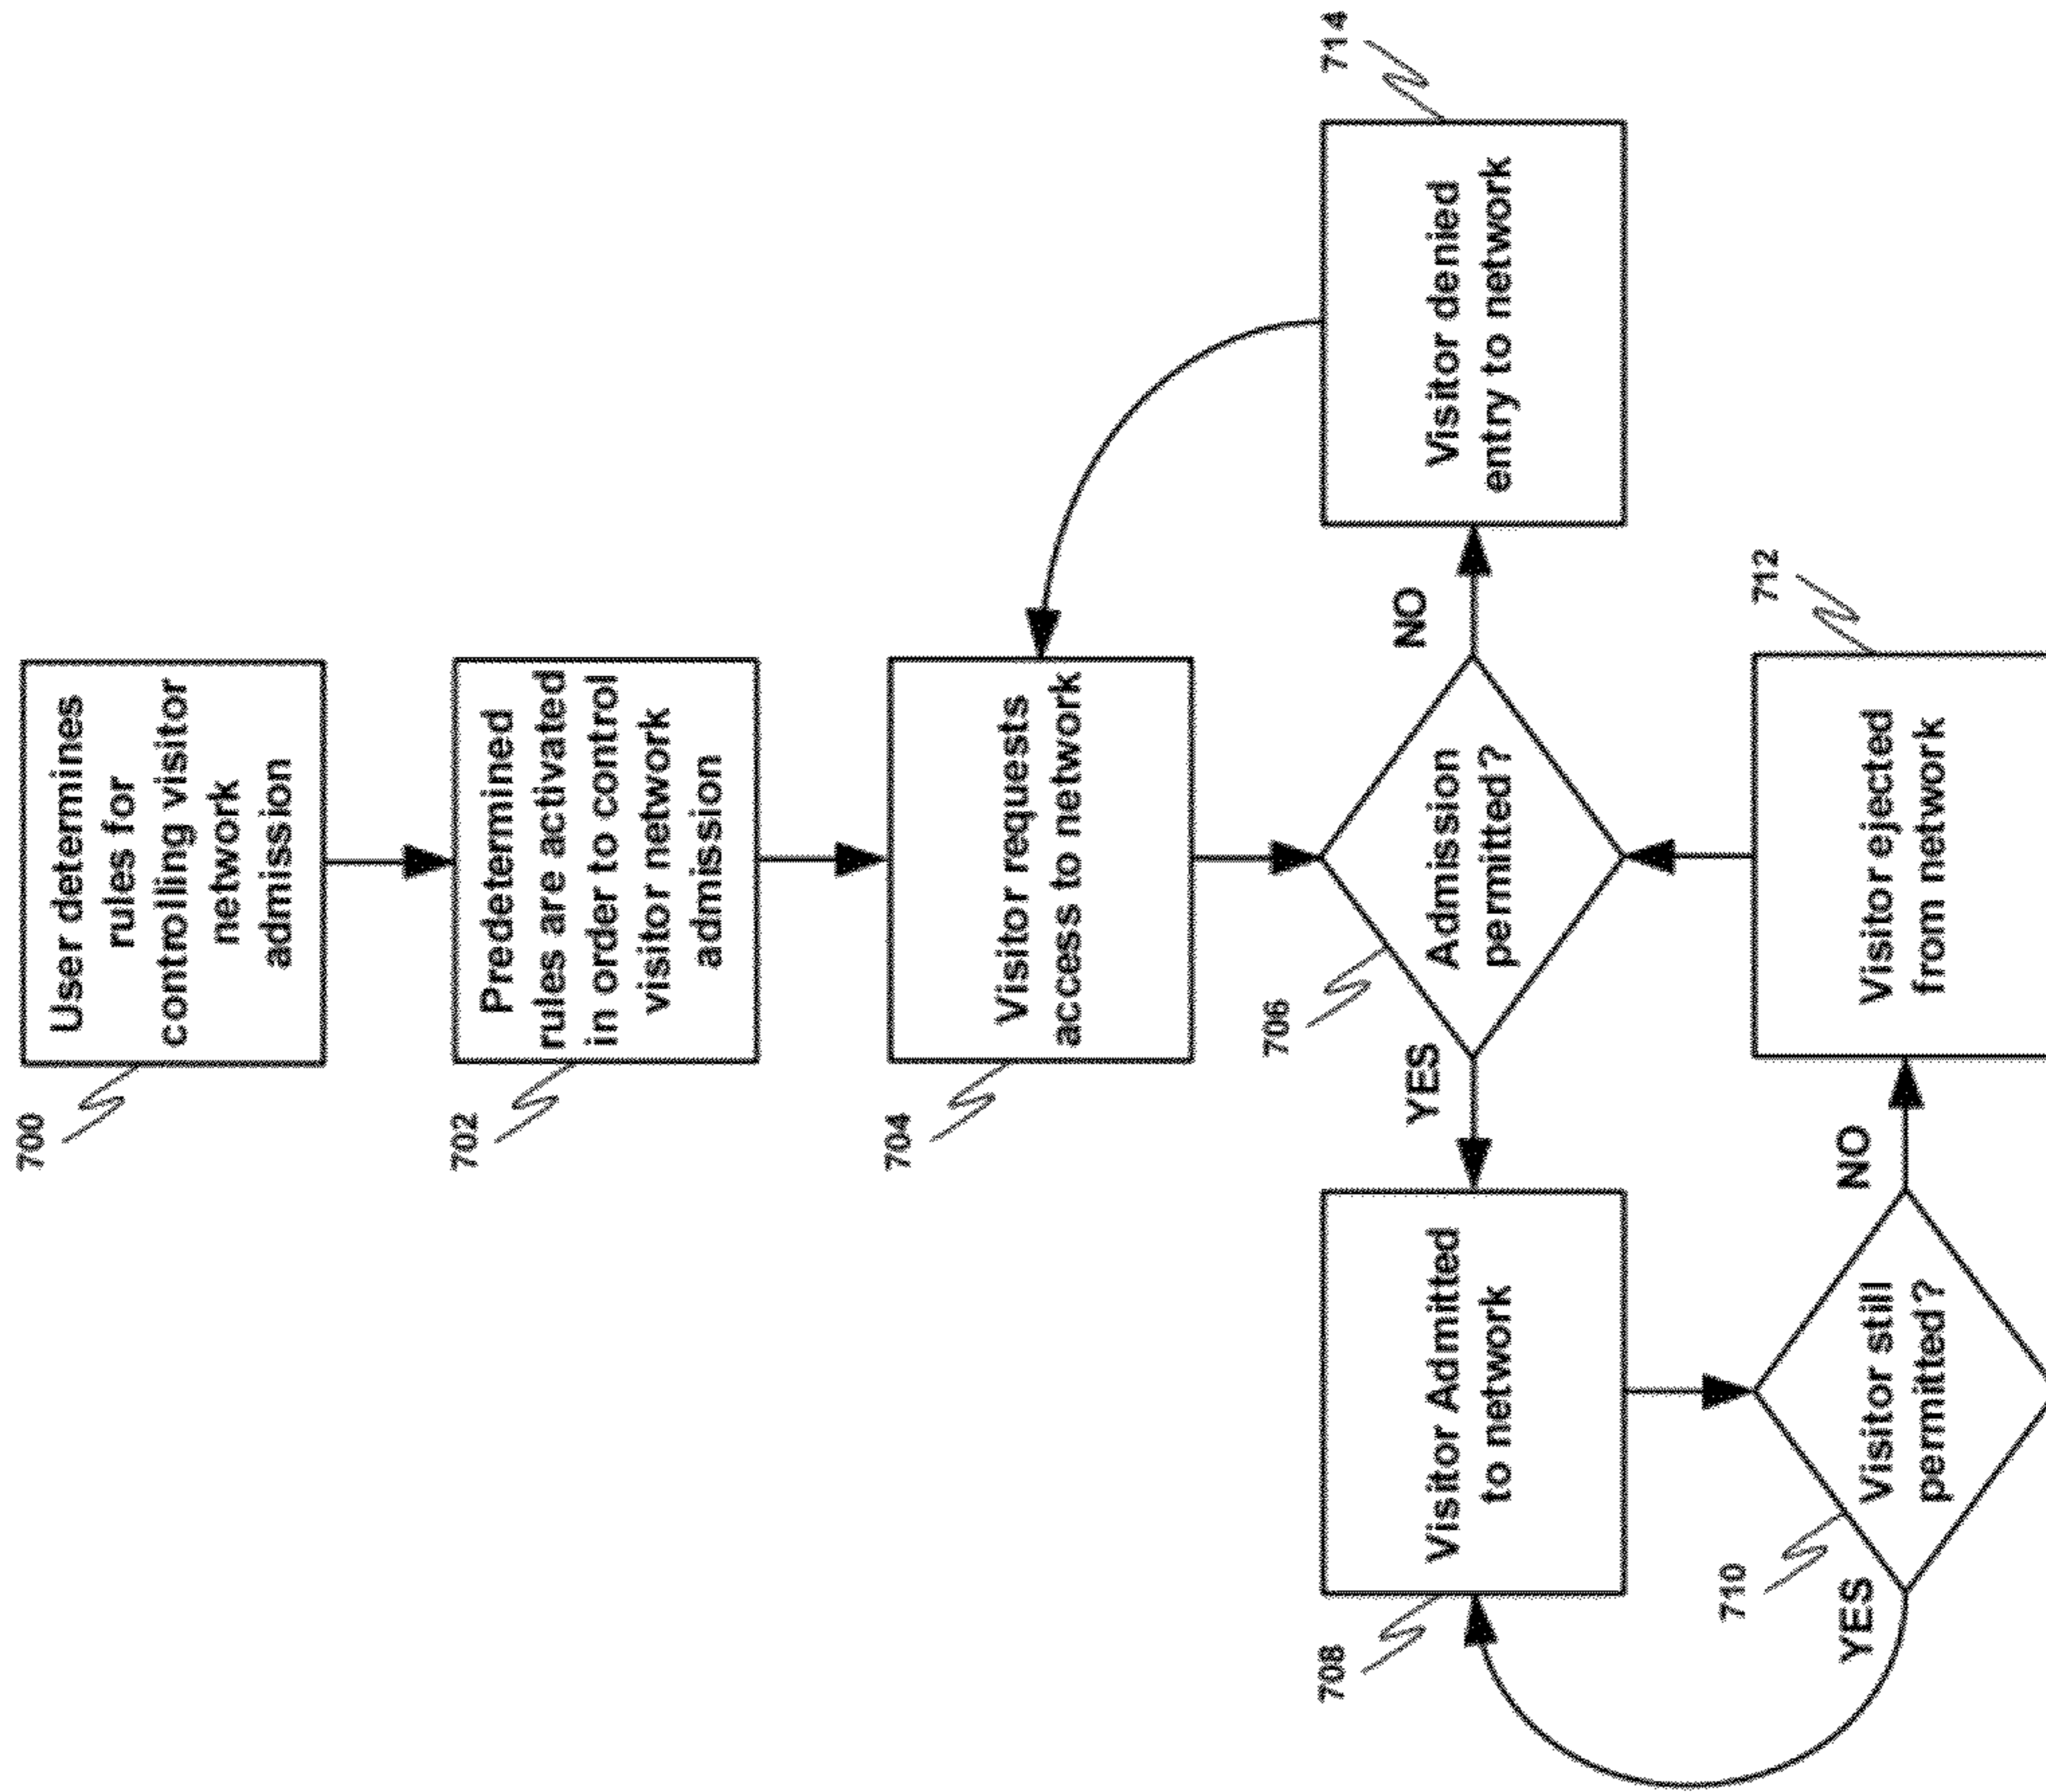 700
User determines
rules for
controlling visitor
network
admission
702
Predetermined
rules are activated
in order to control
visitor network
admission
704
Visitor requests
access to network
706
Admission
permitted?
YES
NO
714
Visitor denied
entry to network
708
Visitor Admitted
to network
710
Visitor still
permitted?
YES
NO
712
Visitor ejected
from network